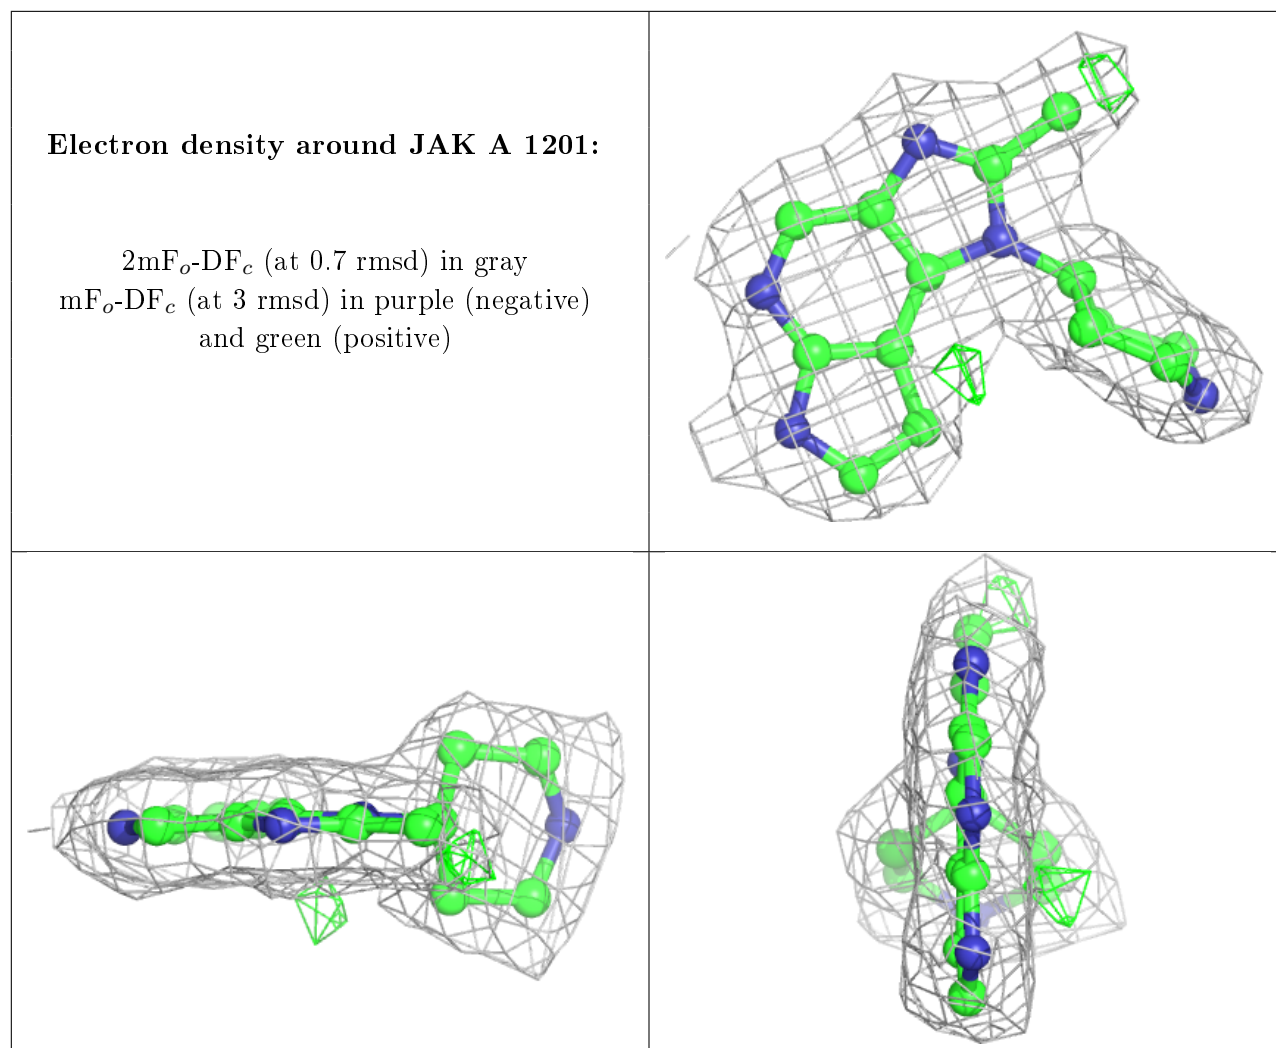 Electron density around JAK A 1201:
2mFₒ-DF𝒸 (at 0.7 rmsd) in gray
mFₒ-DF𝒸 (at 3 rmsd) in purple (negative)
and green (positive)